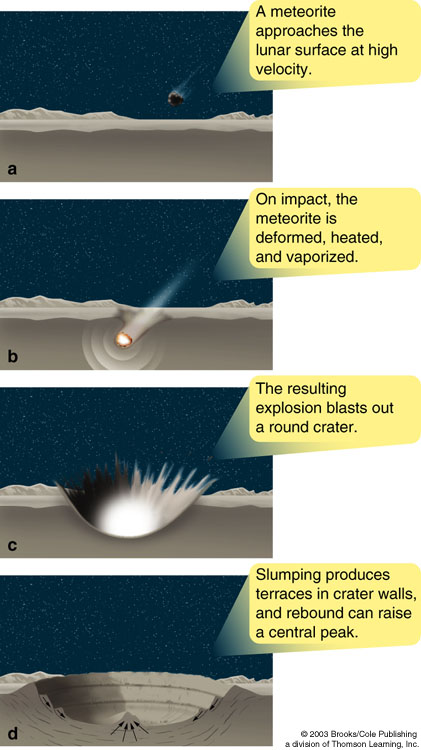 A meteorite
approaches the
lunar surface at high
velocity.
a
On impact, the
meteorite is
deformed, heated,
and vaporized.
b
The resulting
explosion blasts out
a round crater.
c
Slumping produces
terraces in crater walls,
and rebound can raise
a central peak.
d
© 2003 Brooks/Cole Publishing
a division of Thomson Learning, Inc.